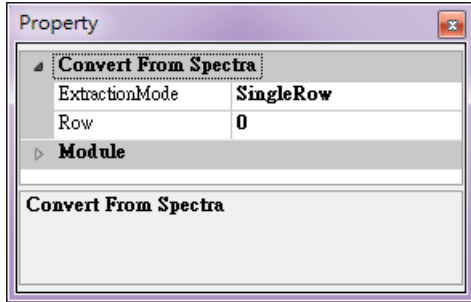 Property
Convert From Spectra
ExtractionMode SingleRow
Row 0
Module
Convert From Spectra